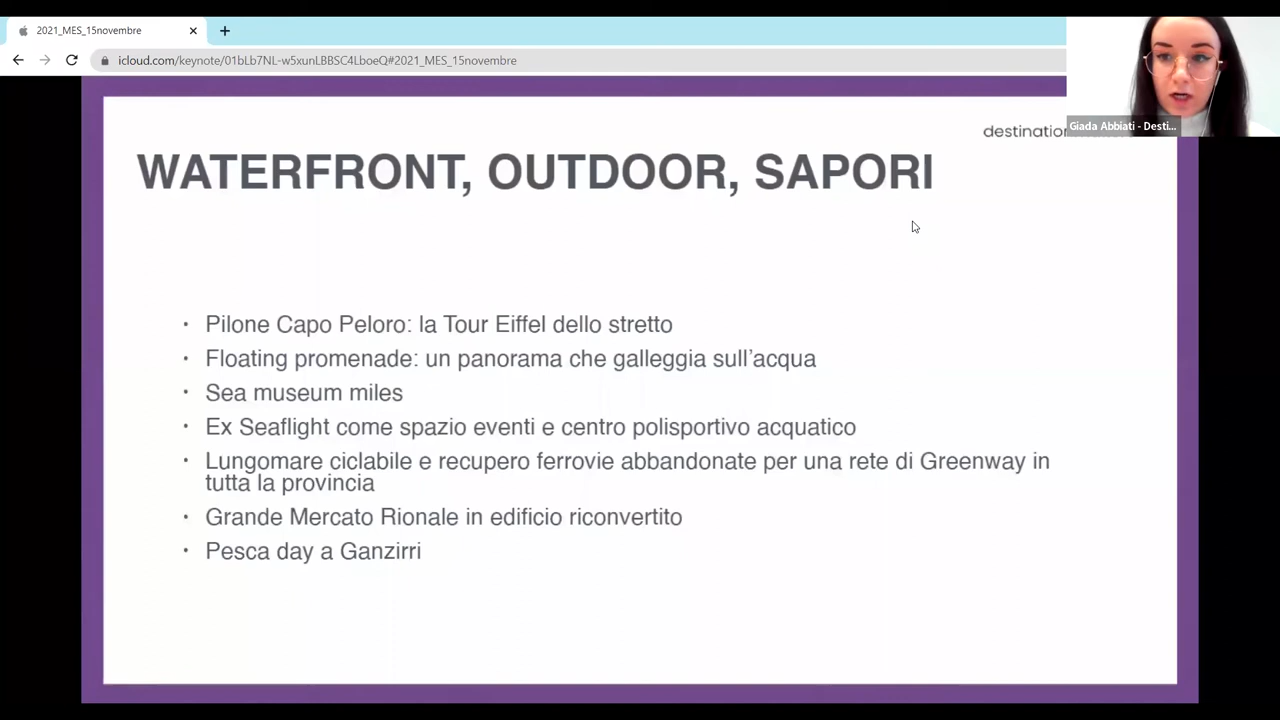 2021_MES_15novembre
icloud.com/keynote/01bLb7NL-w5xunLBBSC4LboeQ#2021_MES_15novembre
Giada Abbiati - Desti...
destination
WATERFRONT, OUTDOOR, SAPORI
• Pilone Capo Peloro: la Tour Eiffel dello stretto
• Floating promenade: un panorama che galleggia sull'acqua
• Sea museum miles
• Ex Seaflight come spazio eventi e centro polisportivo acquatico
• Lungomare ciclabile e recupero ferrovie abbandonate per una rete di Greenway in
tutta la provincia
• Grande Mercato Rionale in edificio riconvertito
• Pesca day a Ganzirri